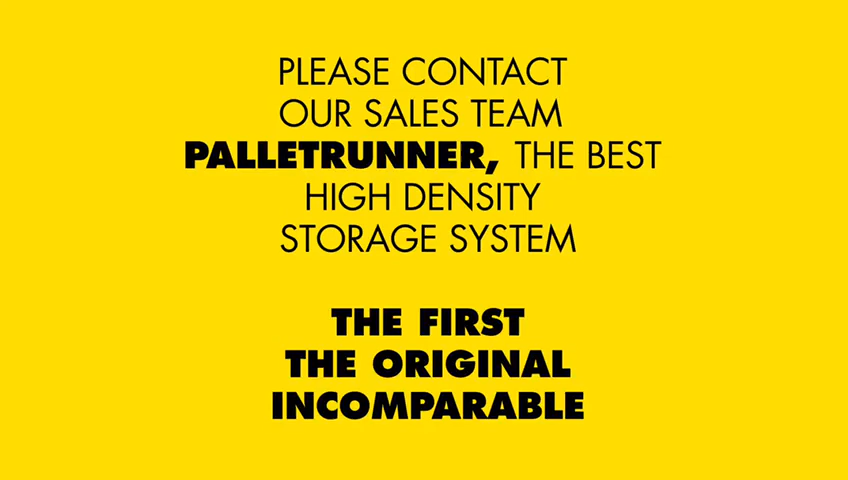 PLEASE CONTACT
OUR SALES TEAM
PALLETRUNNER, THE BEST
HIGH DENSITY
STORAGE SYSTEM
THE FIRST
THE ORIGINAL
INCOMPARABLE